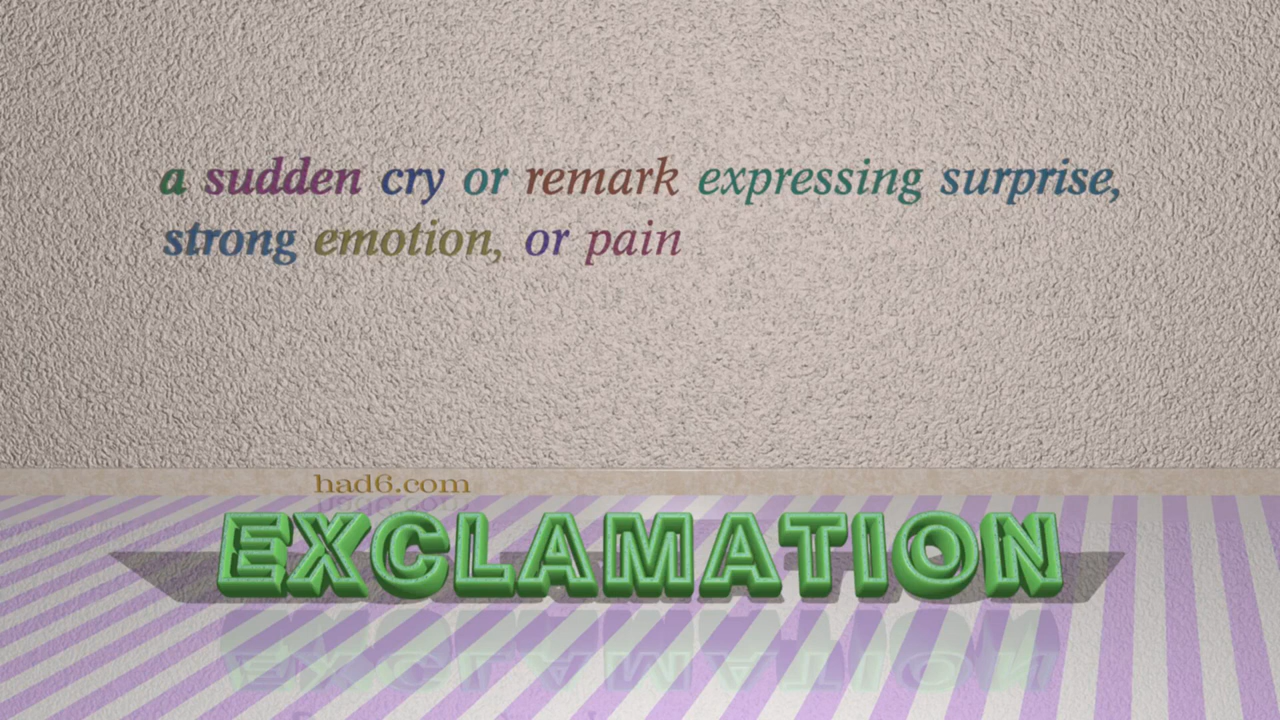 a sudden cry or remark expressing surprise,
strong emotion, or pain
had6.com
EXCLAMATION